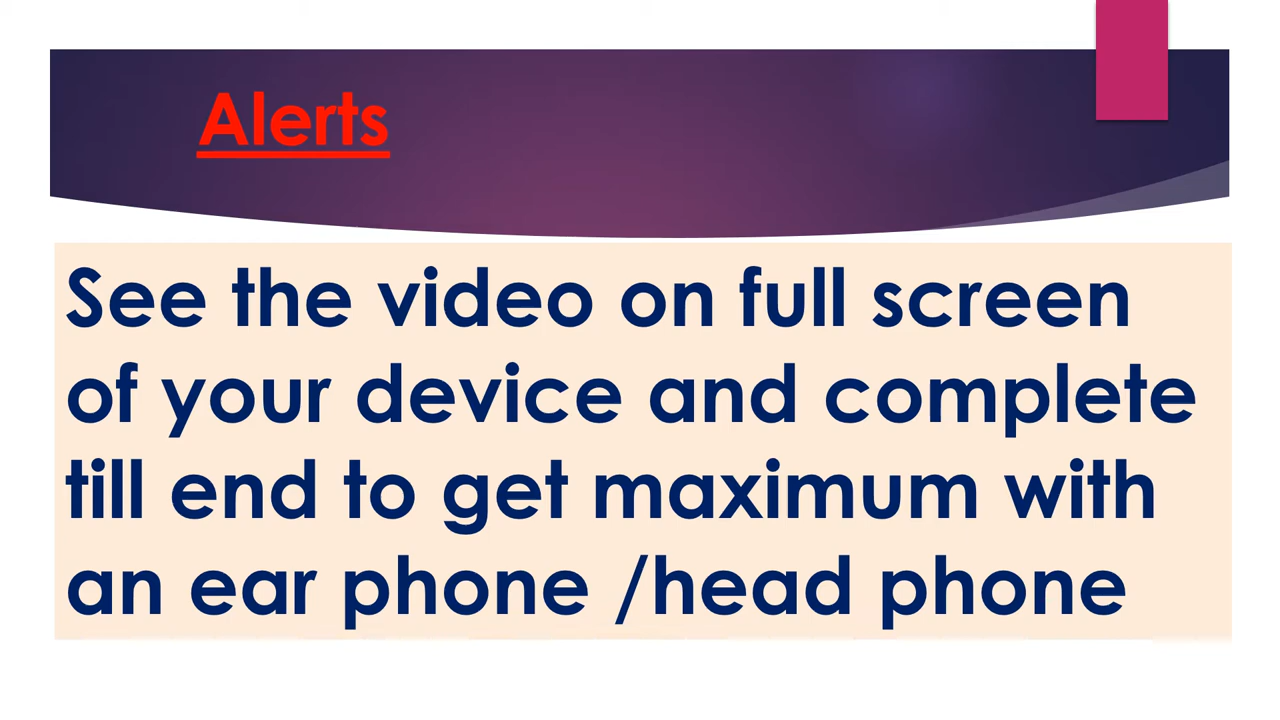 Alerts
See the video on full screen
of your device and complete
till end to get maximum with
an ear phone /head phone